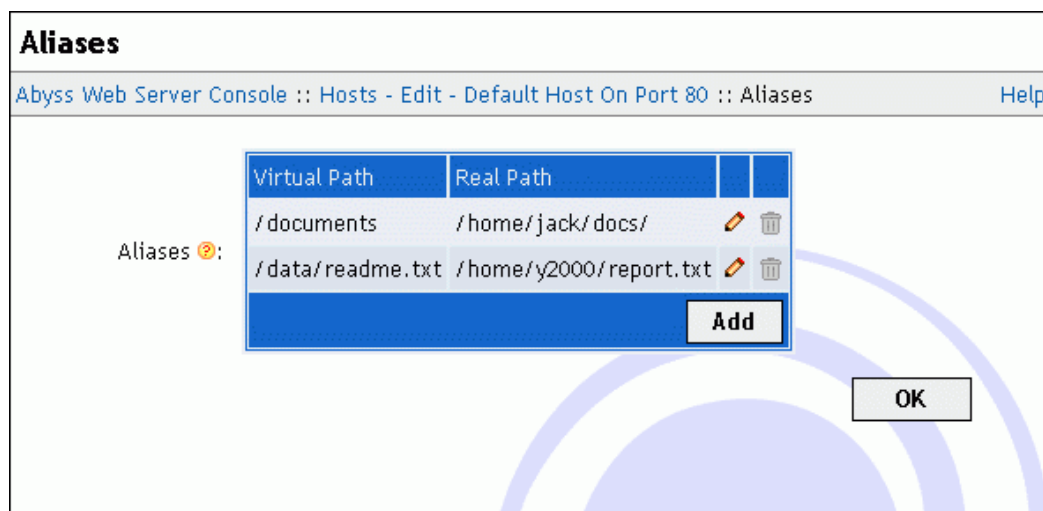 Aliases
Abyss Web Server Console :: Hosts - Edit - Default Host On Port 80 :: Aliases Help
Virtual Path Real Path
/documents /home/jack/docs/
Aliases ?:
/data/readme.txt /home/y2000/report.txt
Add
OK